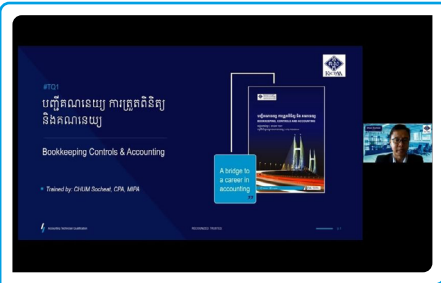 #TQ1
បញ្ជីគណនេយ្យ ការត្រួតពិនិត្យ
និងគណនេយ្យ
Bookkeeping Controls & Accounting
Trained by: CHUM Socheat, CPA, MIPA
A bridge to
a career in
accounting
BOOKKEEPING, CONTROLS AND ACCOUNTING